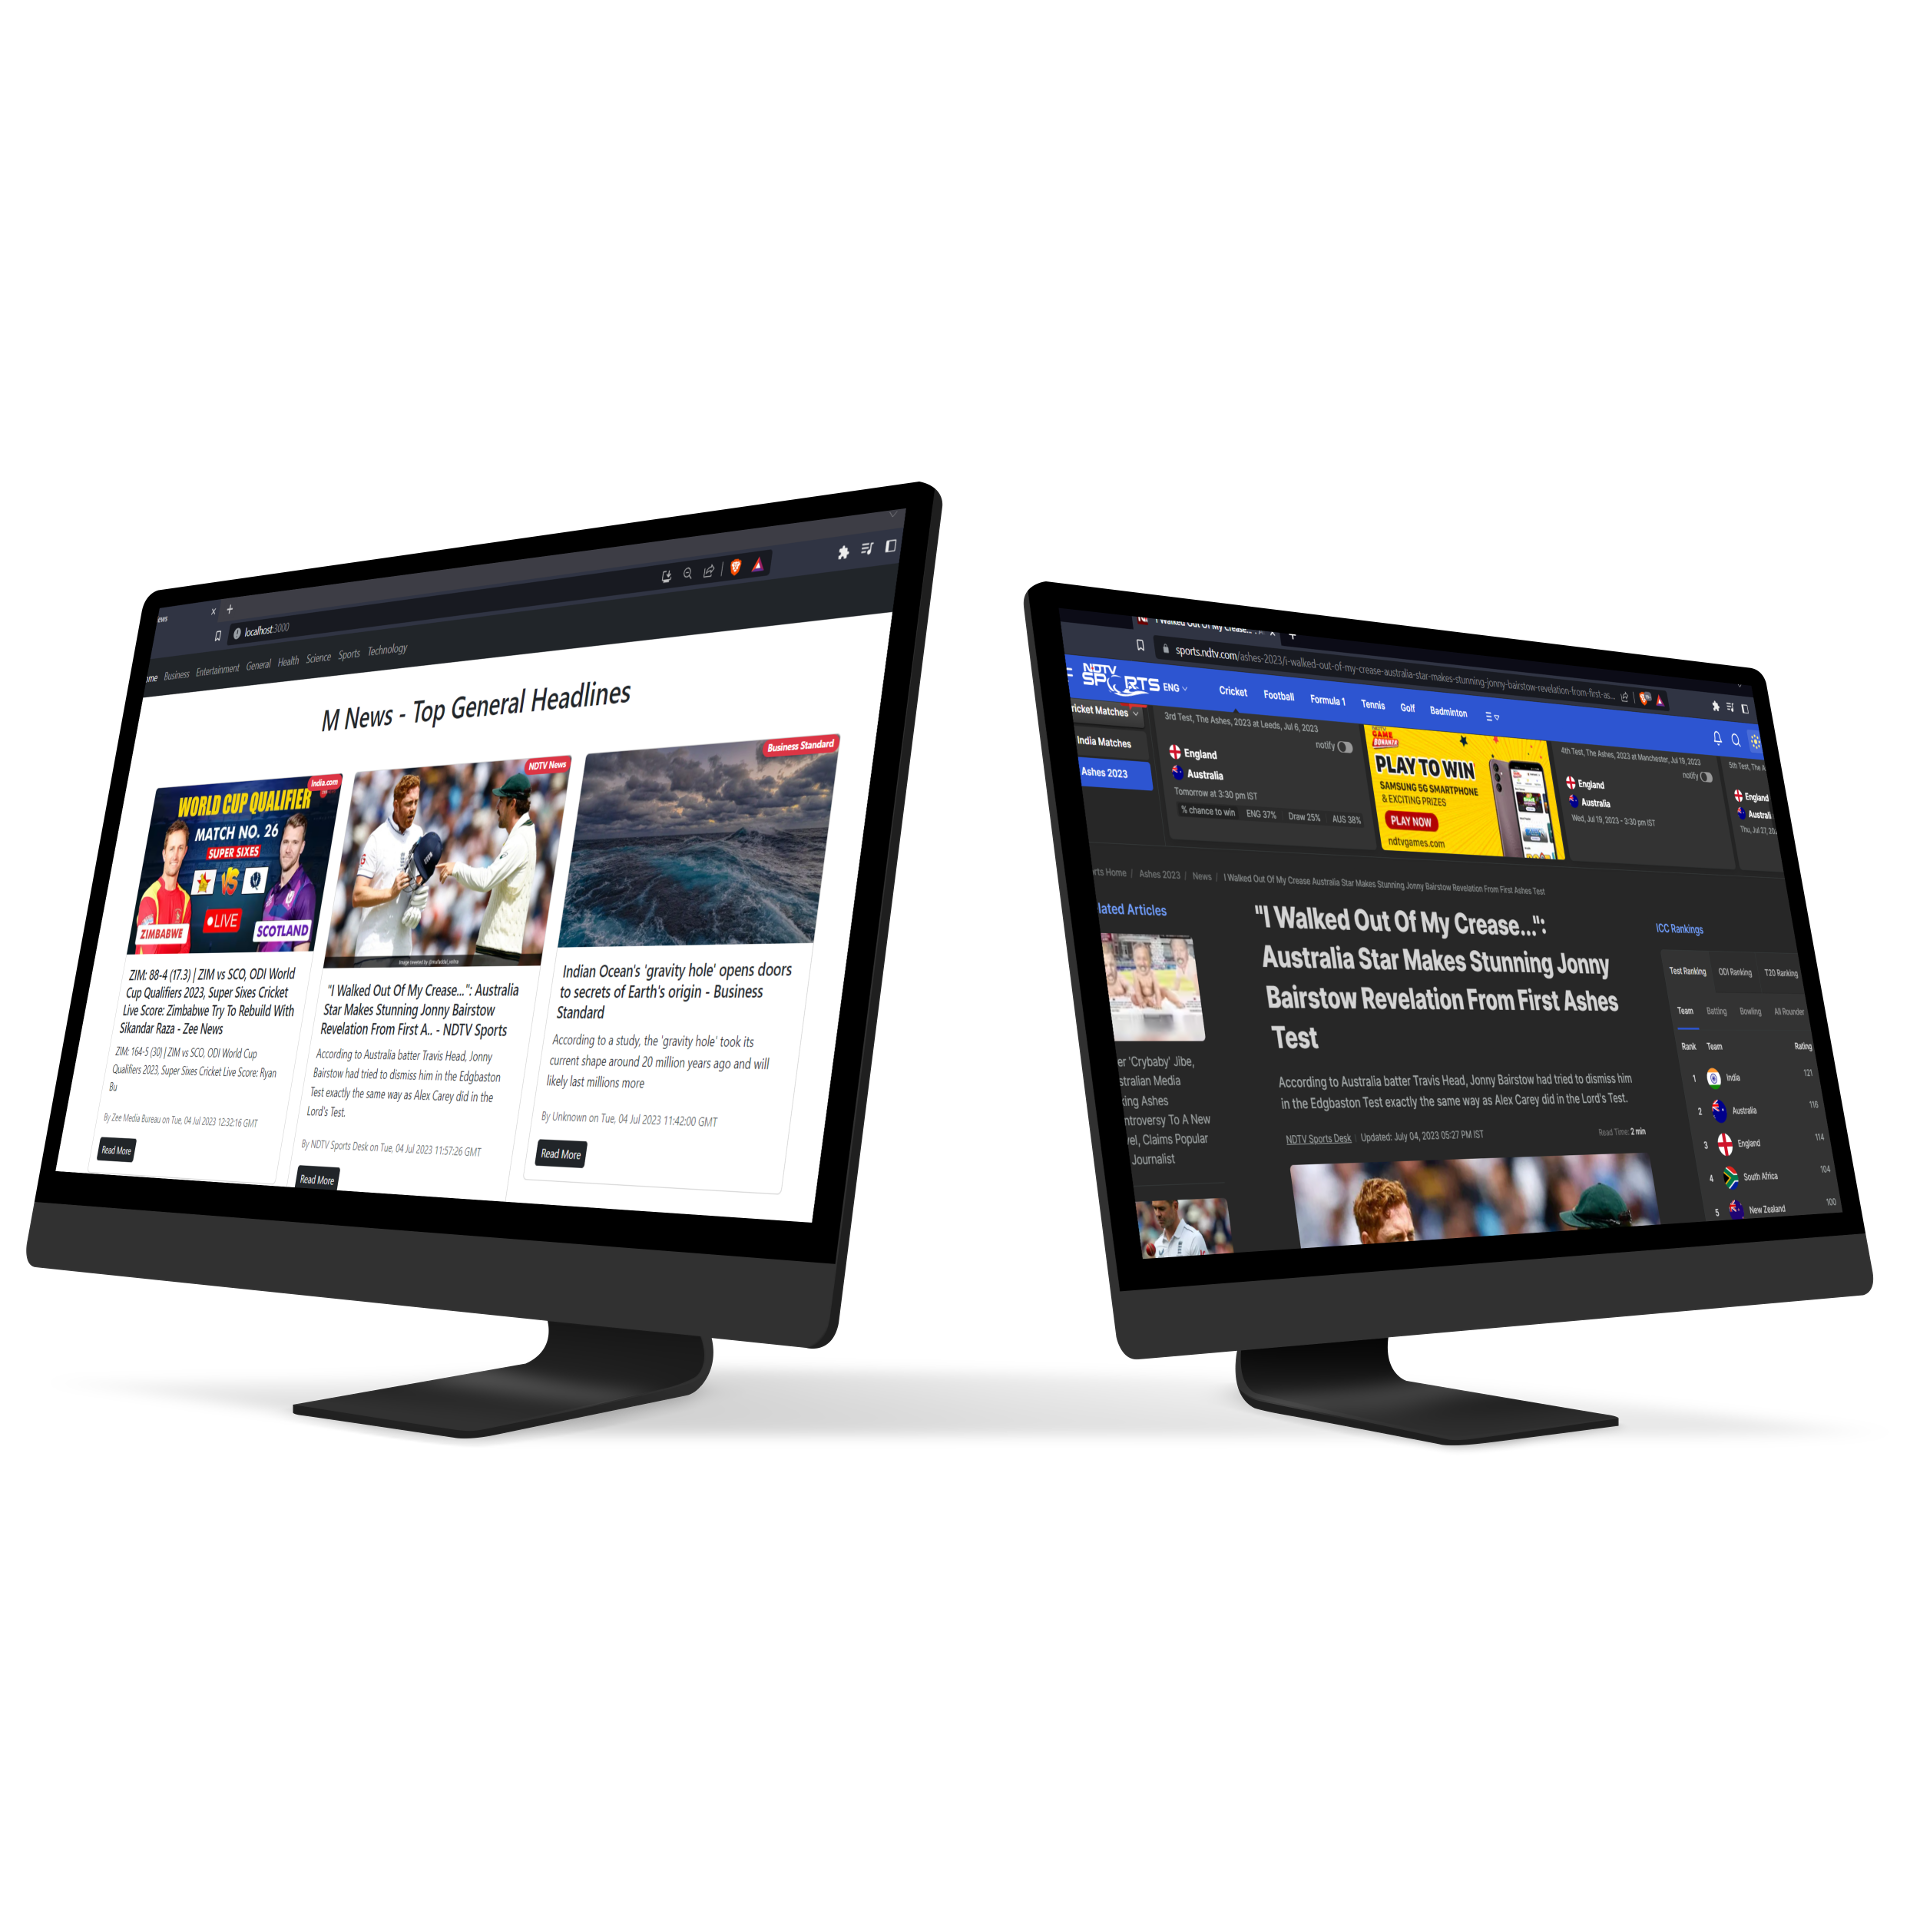 localhost:3000
Business Entertainment General Health Science Sports Technology
M News - Top General Headlines
India.com
WORLD CUP QUALIFIER
MATCH NO. 26
SUPER SIXES
VS
LIVE
ZIMBABWE
SCOTLAND
ZIM: 88-4 (17.3) | ZIM vs SCO, ODI World
Cup Qualifiers 2023, Super Sixes Cricket
Live Score: Zimbabwe Try To Rebuild With
Sikandar Raza - Zee News
ZIM: 164-5 (30) | ZIM vs SCO, ODI World Cup
Qualifiers 2023, Super Sixes Cricket Live Score: Ryan
Bu
By Zee Media Bureau on Tue, 04 Jul 2023 12:32:16 GMT
Read More
NDTV News
"I Walked Out Of My Crease...": Australia
Star Makes Stunning Jonny Bairstow
Revelation From First A.. - NDTV Sports
According to Australia batter Travis Head, Jonny
Bairstow had tried to dismiss him in the Edgbaston
Test exactly the same way as Alex Carey did in the
Lord's Test.
By NDTV Sports Desk on Tue, 04 Jul 2023 11:57:26 GMT
Read More
Business Standard
Indian Ocean's 'gravity hole' opens doors
to secrets of Earth's origin - Business
Standard
According to a study, the 'gravity hole' took its
current shape around 20 million years ago and will
likely last millions more
By Unknown on Tue, 04 Jul 2023 11:42:00 GMT
Read More
I Walked Out Of My Crease...
sports.ndtv.com/ashes-2023/i-walked-out-of-my-crease-australia-star-makes-stunning-jonny-bairstow-revelation-from-first-as...
NDTV
SPORTS ENG Cricket Football Formula 1 Tennis Golf Badminton
Matches
India Matches
Ashes 2023
3rd Test, The Ashes, 2023 at Leeds, Jul 6, 2023
notify
England
Australia
Tomorrow at 3:30 pm IST
% chance to win ENG 37% Draw 25% AUS 38%
GAME
BONANZA
PLAY TO WIN
SAMSUNG 5G SMARTPHONE
& EXCITING PRIZES
PLAY NOW
ndtvgames.com
4th Test, The Ashes, 2023 at Manchester, Jul 19, 2023
notify
England
Australia
Wed, Jul 19, 2023 - 3:30 pm IST
5th Test, The
England
Thu, Jul 27,
Home / Ashes 2023 / News / I Walked Out Of My Crease Australia Star Makes Stunning Jonny Bairstow Revelation From First Ashes Test
Articles
'Crybaby' Jibe,
Media
Ashes
To A New
Claims Popular
Journalist
"I Walked Out Of My Crease...":
Australia Star Makes Stunning Jonny
Bairstow Revelation From First Ashes
Test
According to Australia batter Travis Head, Jonny Bairstow had tried to dismiss him
in the Edgbaston Test exactly the same way as Alex Carey did in the Lord's Test.
NDTV Sports Desk Updated: July 04, 2023 05:27 PM IST
Read Time: 2 min
ICC Rankings
Test Ranking ODI Ranking T20 Ranking
Team Batting Bowling All Rounder
Rank Team Rating
1 India 121
2 Australia 116
3 England 114
4 South Africa 104
5 New Zealand 100